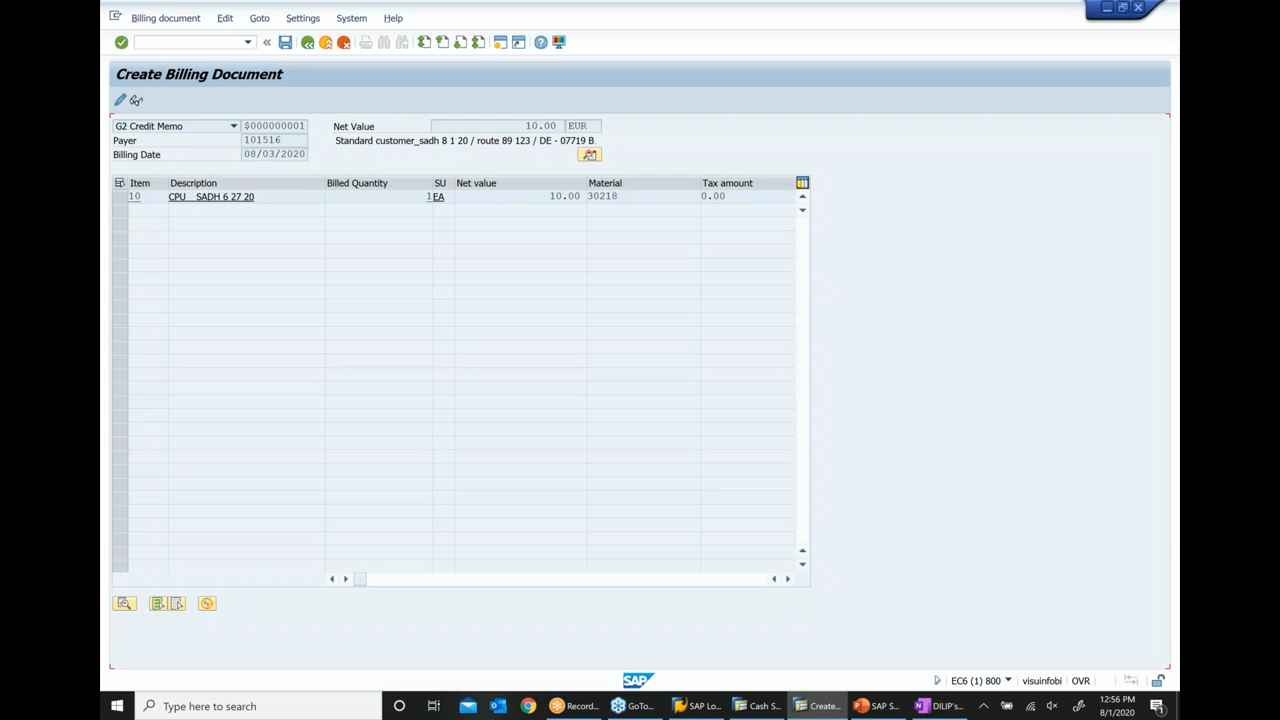 Billing document Edit Goto Settings System Help
Create Billing Document
G2 Credit Memo $000000001 Net Value 10.00 EUR
Payer 101516 Standard customer_sadh 8 1 20 / route 89 123 / DE - 07719 B
Billing Date 08/03/2020
Item Description Billed Quantity SU Net value Material Tax amount
10 CPU SADH 6 27 20 1 EA 10.00 30218 0.00
SAP
EC6 (1) 800 visuinfobi OVR
Type here to search
Record... GoTo... SAP Lo... Cash S... Create... SAP S... DILIP's...
12:56 PM
8/1/2020
1